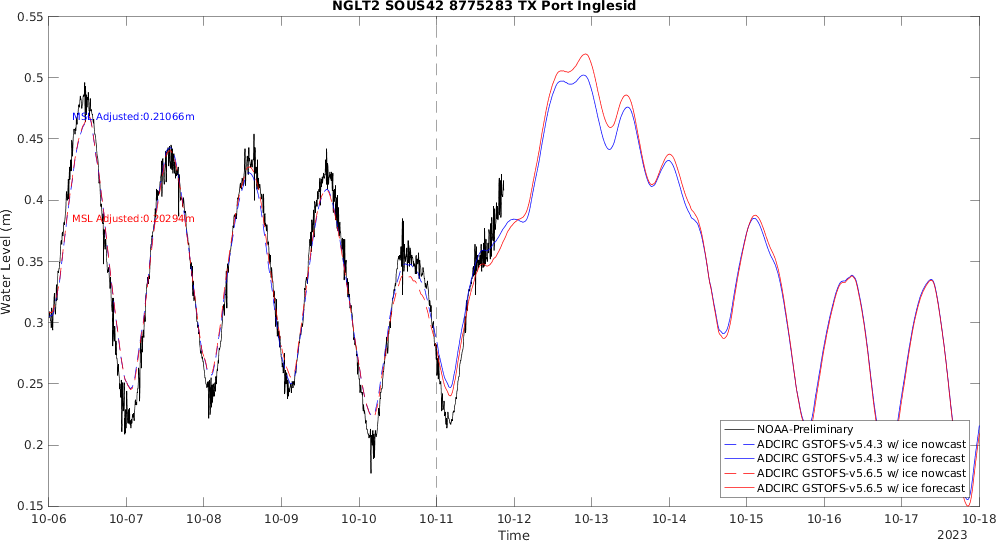 NGLT2 SOUS42 8775283 TX Port Inglesid
0.55
0.5
0.45
0.4
0.35
0.3
0.25
0.2
0.15
Water Level (m)
MSL Adjusted:0.21066m
MSL Adjusted:0.20294m
NOAA-Preliminary
ADCIRC GSTOFS-v5.4.3 w/ ice nowcast
ADCIRC GSTOFS-v5.4.3 w/ ice forecast
ADCIRC GSTOFS-v5.6.5 w/ ice nowcast
ADCIRC GSTOFS-v5.6.5 w/ ice forecast
10-06 10-07 10-08 10-09 10-10 10-11 10-12 10-13 10-14 10-15 10-16 10-17 10-18
Time
2023